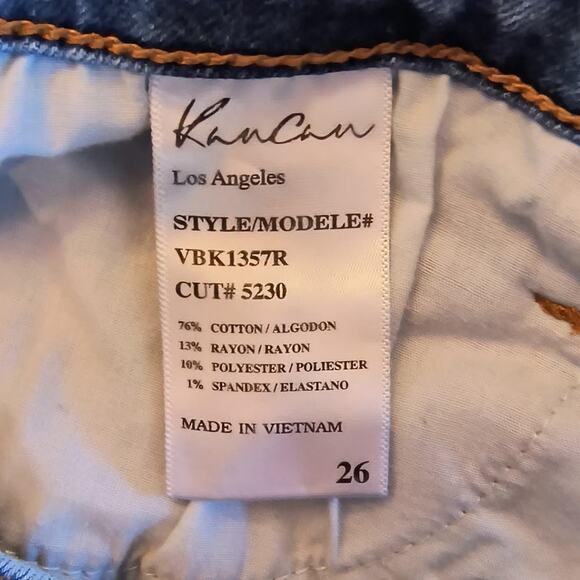 KanCan
Los Angeles
STYLE/MODELE#
VBK1357R
CUT# 5230
76% COTTON / ALGODON
13% RAYON / RAYON
10% POLYESTER / POLIESTER
1% SPANDEX / ELASTANO
MADE IN VIETNAM
26